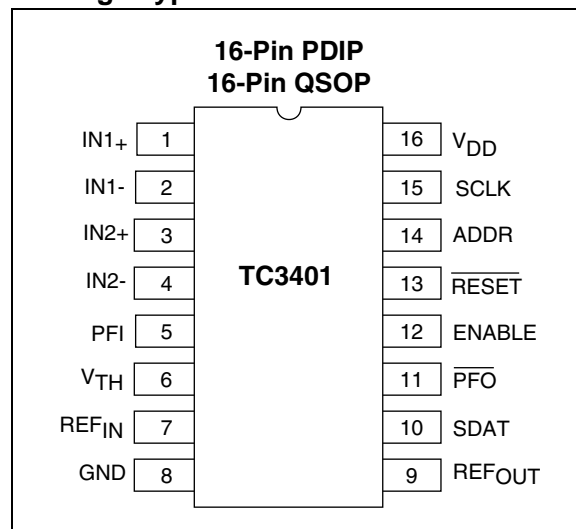 16-Pin PDIP
16-Pin QSOP
IN1+ 1 16 VDD
IN1- 2 15 SCLK
IN2+ 3 14 ADDR
IN2- 4 TC3401 13 RESET
PFI 5 12 ENABLE
VTH 6 11 PFO
REFIN 7 10 SDAT
GND 8 9 REFOUT